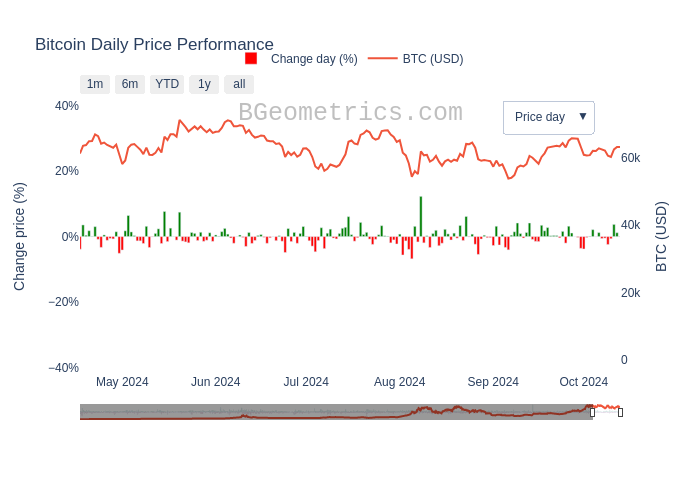 Bitcoin Daily Price Performance
Change day (%)
BTC (USD)
1m
6m
YTD
1y
all
BGeometrics.com
Price day ▼
Change price (%)
40%
20%
0%
−20%
−40%
60k
40k
20k
0
BTC (USD)
May 2024
Jun 2024
Jul 2024
Aug 2024
Sep 2024
Oct 2024